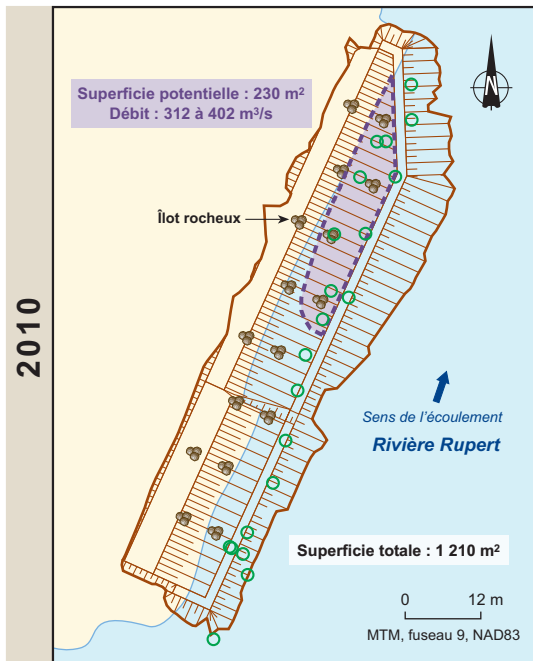 2010
Superficie potentielle : 230 m²
Débit : 312 à 402 m³/s
N
Îlot rocheux
Sens de l'écoulement
Rivière Rupert
Superficie totale : 1 210 m²
0 12 m
MTM, fuseau 9, NAD83